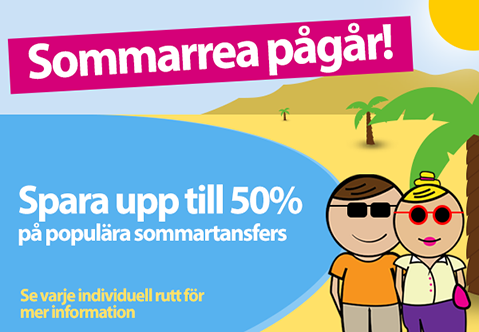 Sommarrea pågår!
Spara upp till 50%
på populära sommartansfers
Se varje individuell rutt för
mer information